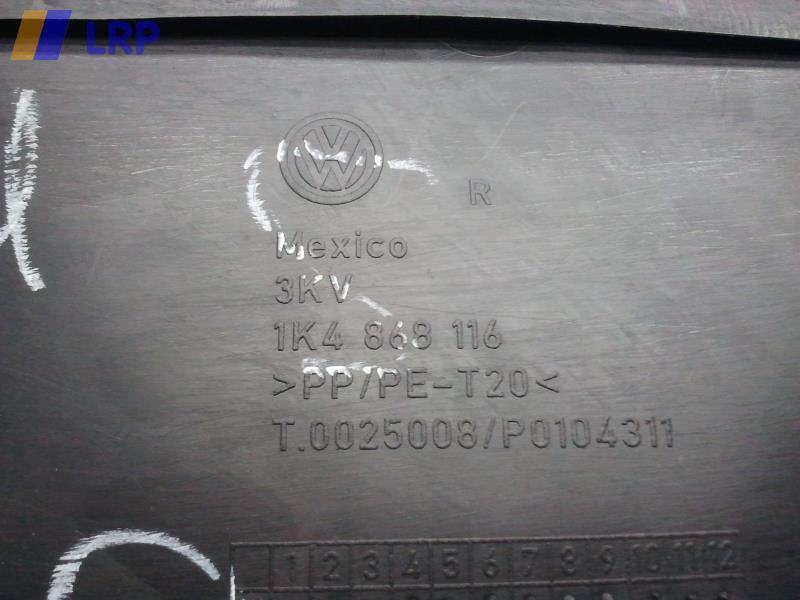 LRP
R
Mexico
3KV
1K4 868 116
>PP/PE-T20<
T.0025008/P0104311
1 2 3 4 5 6 7 8 9 10 11 12